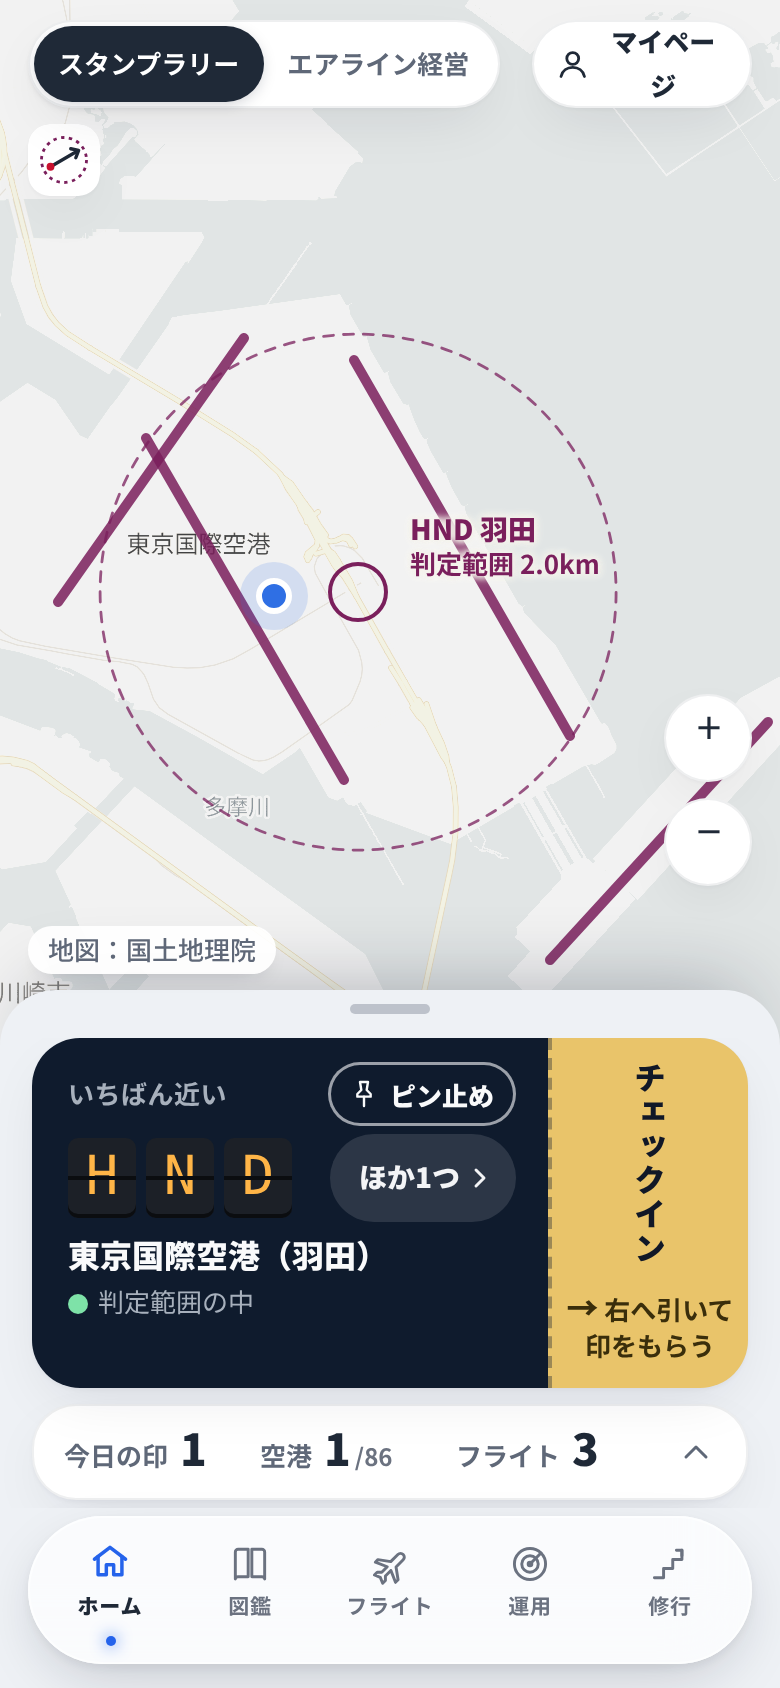 スタンプラリー
エアライン経営
マイペー
ジ
HND 羽田
判定範囲 2.0km
東京国際空港
多摩川
地図：国土地理院
川崎市
いちばん近い
ピン止め
HND
ほか1つ
東京国際空港（羽田）
判定範囲の中
チェックイン
→ 右へ引いて
印をもらう
今日の印 1
空港 1/86
フライト 3
ホーム
図鑑
フライト
運用
修行